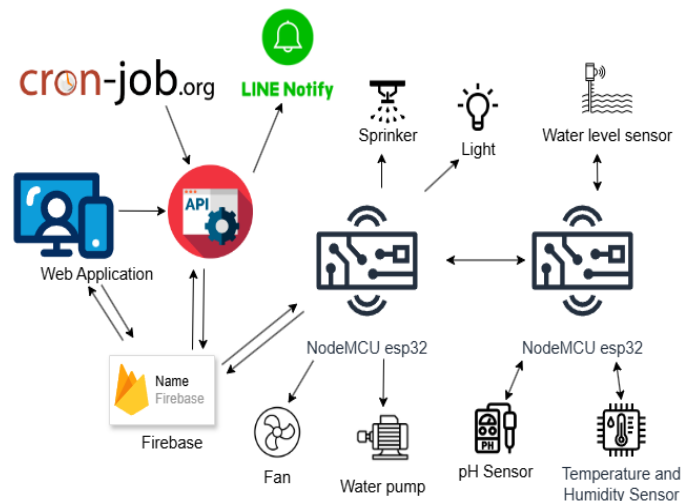 cron-job.org
LINE Notify
Sprinker
Light
Water level sensor
API
Web Application
NodeMCU esp32
NodeMCU esp32
Name
Firebase
Firebase
Fan
Water pump
PH
pH Sensor
Temperature and
Humidity Sensor